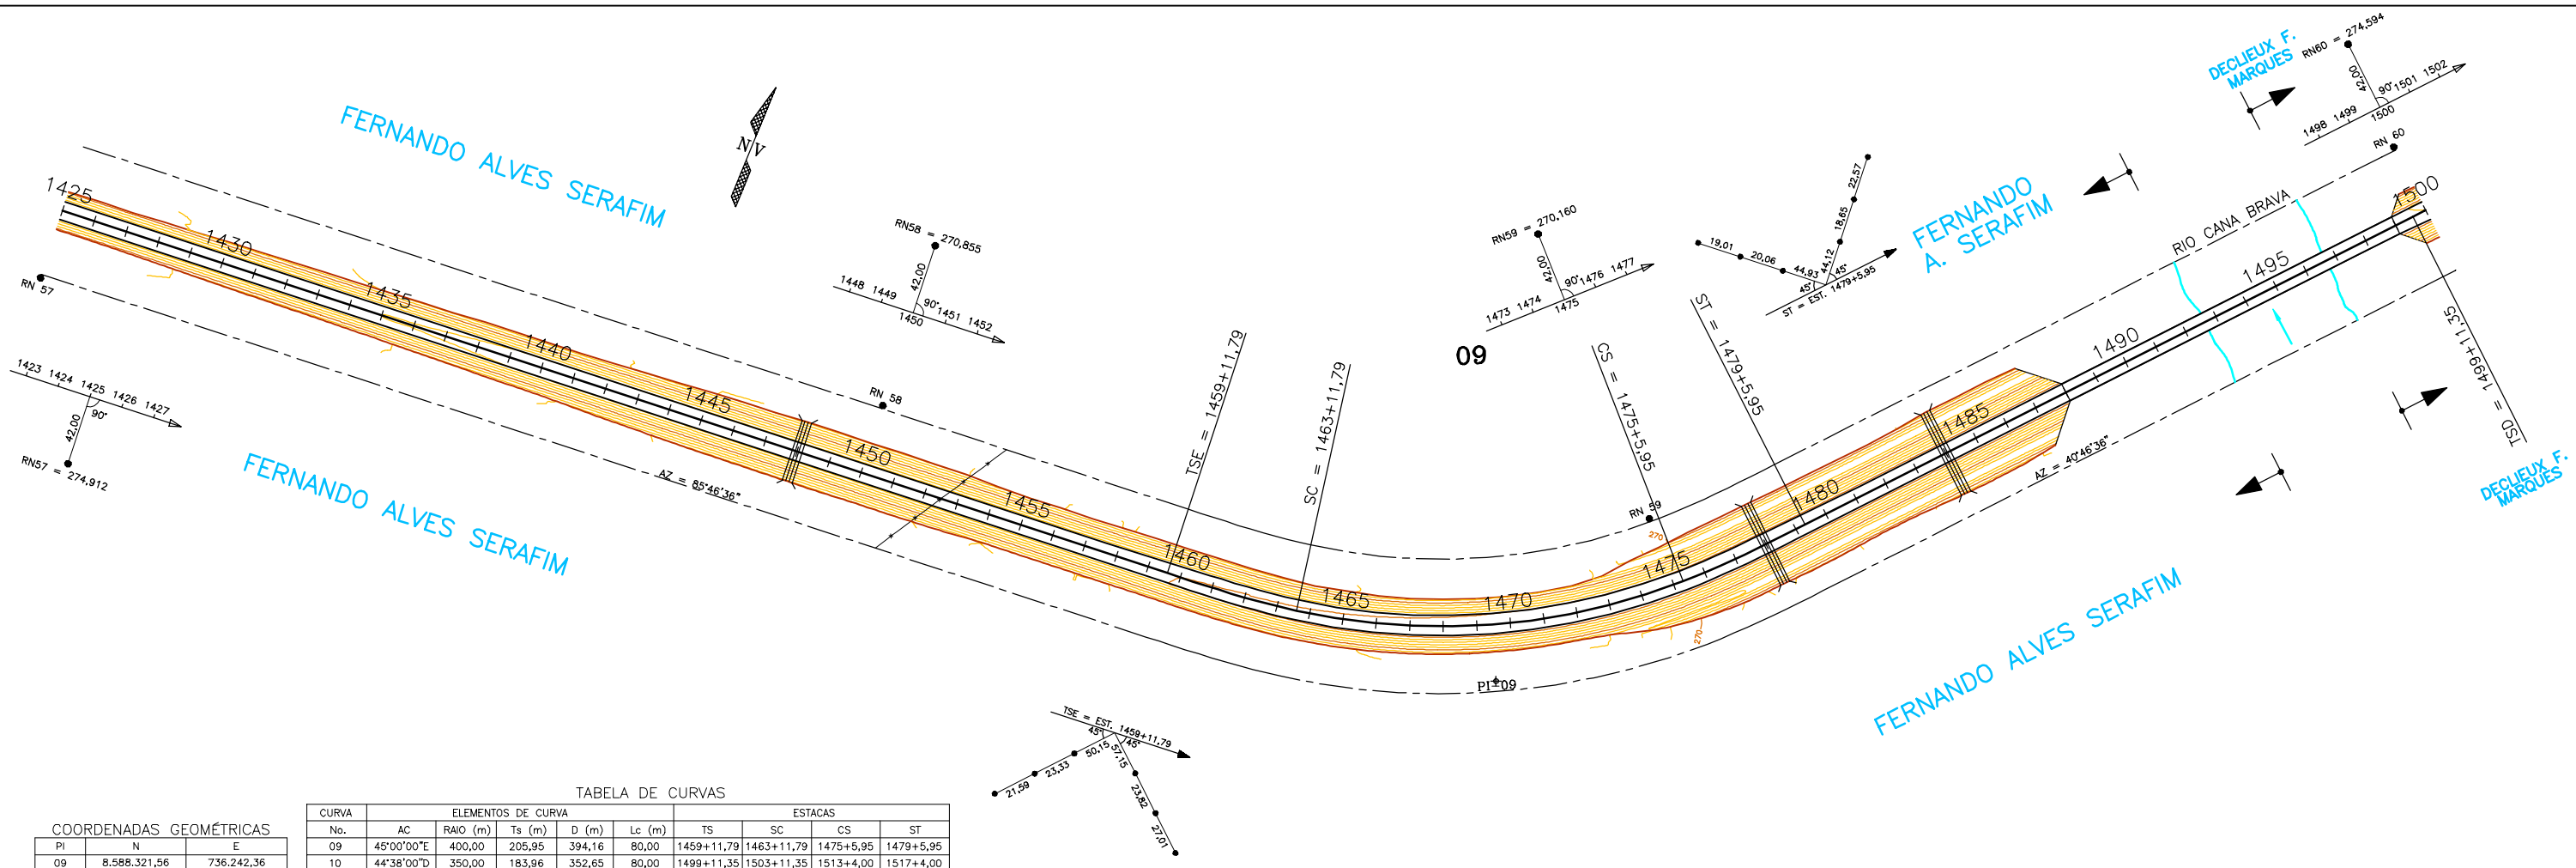 FERNANDO ALVES SERAFIM
NV
DECLIEUX F.
MARQUES
RN60 = 274,594
42,00
90°
1498 1499
1500
1501 1502
RN 60
1425
1430
1435
1440
1445
1450
1455
1460
1465
1470
1475
1480
1485
1490
1495
1500
RN 57
1423 1424 1425 1426 1427
90°
42,00
RN57 = 274,912
FERNANDO ALVES SERAFIM
RN58 = 270,855
42,00
1448 1449
90°
1450
1451 1452
RN 58
AZ = 85°46'36"
TSE = 1459+11,79
SC = 1463+11,79
09
RN59 = 270,160
42,00
1473 1474
90°
1475
1476 1477
CS = 1475+5,95
ST = 1479+5,95
RN 59
270
270
19,01
20,06
44,93
44,12
18,65
22,57
45°
45°
ST = EST. 1479+5,95
FERNANDO
A. SERAFIM
RIO CANA BRAVA
AZ = 40°46'36"
TSD = 1499+11,35
DECLIEUX F.
MARQUES
FERNANDO ALVES SERAFIM
PI=09
TSE = EST. 1459+11,79
45°
45°
50,15
23,33
21,59
57,15
23,82
27,01
COORDENADAS GEOMÉTRICAS
PI N E
09 8.588.321,56 736.242,36
TABELA DE CURVAS
CURVA ELEMENTOS DE CURVA ESTACAS
No. AC RAIO (m) Ts (m) D (m) Lc (m) TS SC CS ST
09 45°00'00"E 400,00 205,95 394,16 80,00 1459+11,79 1463+11,79 1475+5,95 1479+5,95
10 44°38'00"D 350,00 183,96 352,65 80,00 1499+11,35 1503+11,35 1513+4,00 1517+4,00